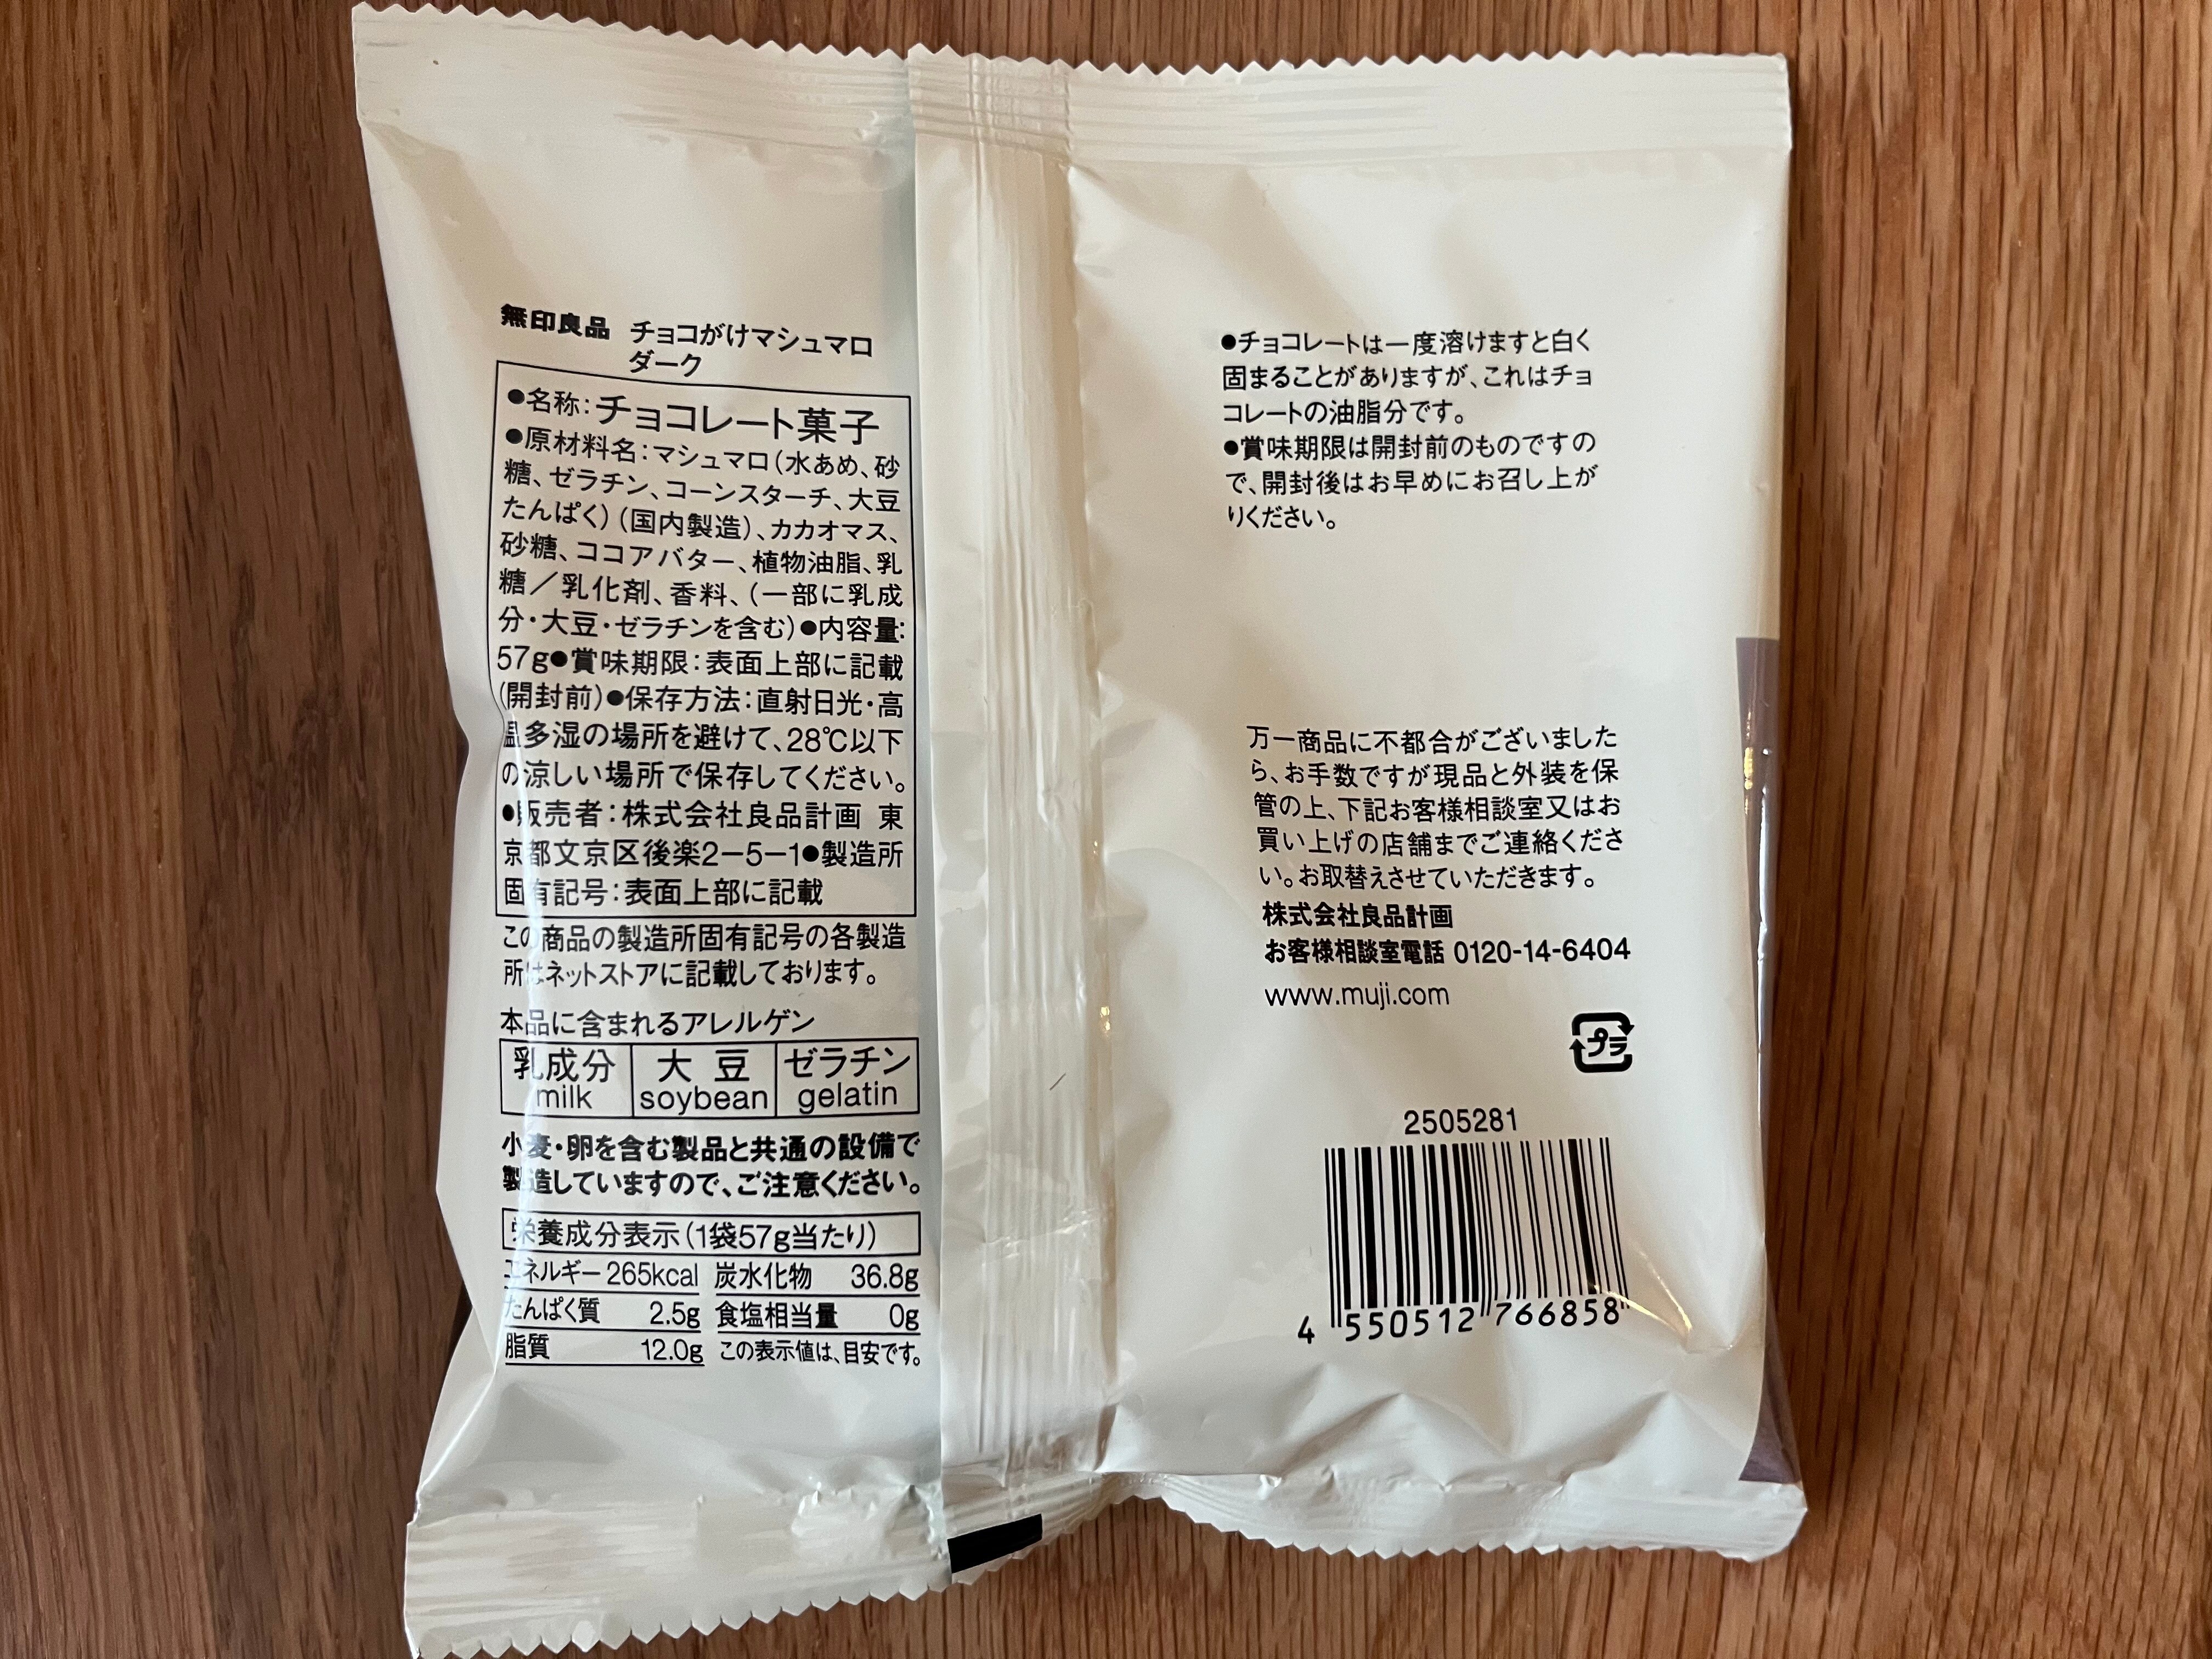 無印良品 チョコがけマシュマロ
ダーク
●名称：チョコレート菓子
●原材料名：マシュマロ（水あめ、砂
糖、ゼラチン、コーンスターチ、大豆
たんぱく）（国内製造）、カカオマス、
砂糖、ココアバター、植物油脂、乳
糖／乳化剤、香料、（一部に乳成
分・大豆・ゼラチンを含む）●内容量：
57g●賞味期限：表面上部に記載
（開封前）●保存方法：直射日光・高
温多湿の場所を避けて、28℃以下
の涼しい場所で保存してください。
●販売者：株式会社良品計画 東
京都文京区後楽2－5－1●製造所
固有記号：表面上部に記載
この商品の製造所固有記号の各製造
所はネットストアに記載しております。
本品に含まれるアレルゲン
乳成分 大豆 ゼラチン
milk soybean gelatin
小麦・卵を含む製品と共通の設備で
製造していますので、ご注意ください。
栄養成分表示（1袋57g当たり）
エネルギー 265kcal 炭水化物 36.8g
たんぱく質 2.5g 食塩相当量 0g
脂質 12.0g この表示値は、目安です。
●チョコレートは一度溶けますと白く
固まることがありますが、これはチョ
コレートの油脂分です。
●賞味期限は開封前のものですの
で、開封後はお早めにお召し上が
りください。
万一商品に不都合がございました
ら、お手数ですが現品と外装を保
管の上、下記お客様相談室又はお
買い上げの店舗までご連絡くださ
い。お取替えさせていただきます。
株式会社良品計画
お客様相談室電話 0120-14-6404
www.muji.com
プラ
2505281
4 550512 766858